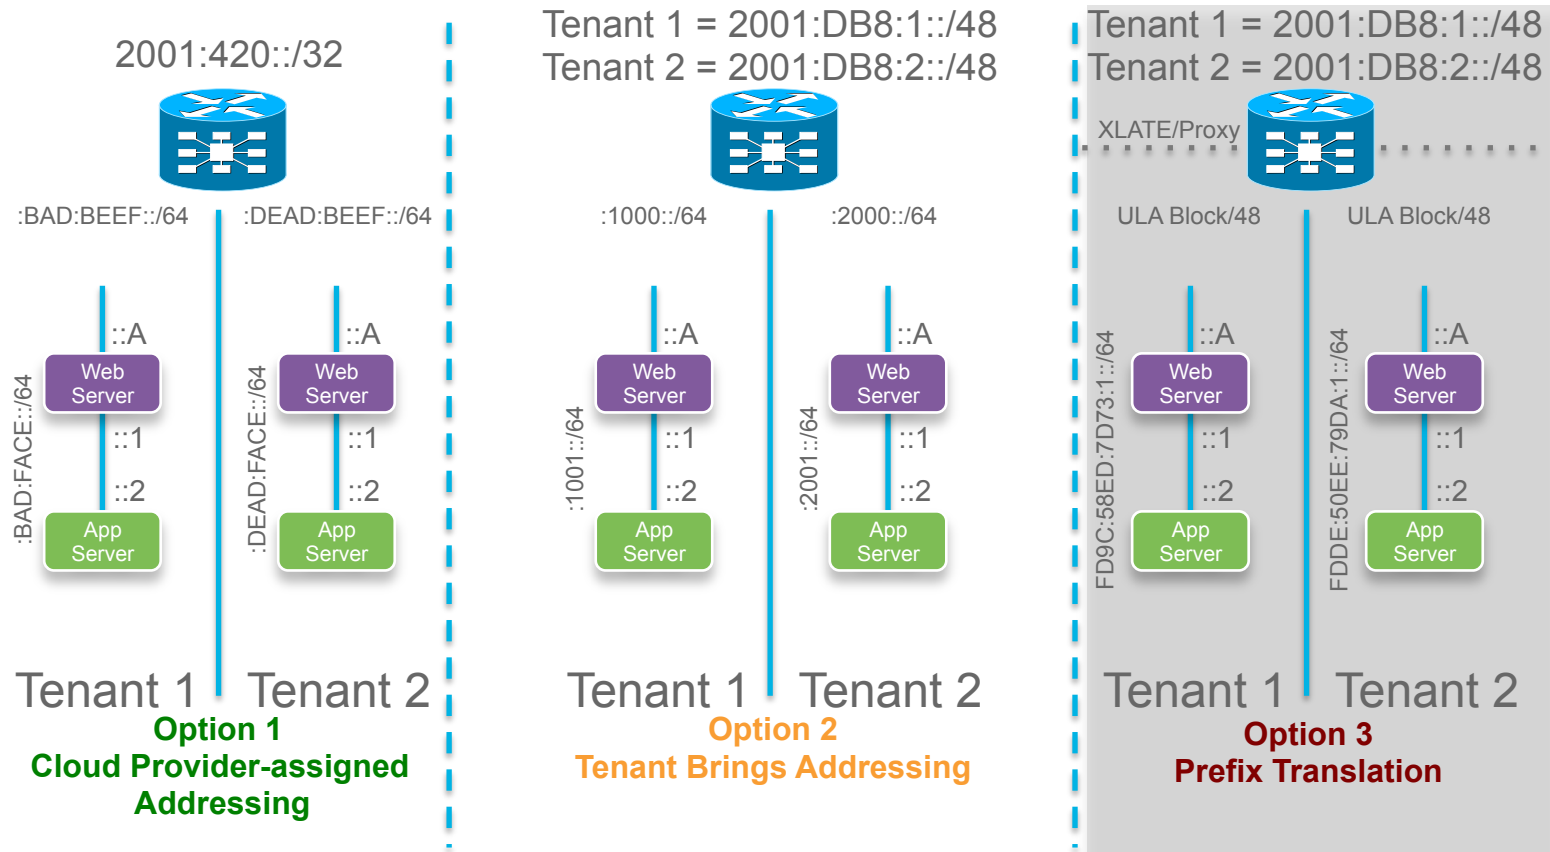 2001:420::/32
:BAD:BEEF::/64
:DEAD:BEEF::/64
::A
Web
Server
::1
::2
App
Server
:BAD:FACE::/64
::A
Web
Server
::1
::2
App
Server
:DEAD:FACE::/64
Tenant 1
Tenant 2
Option 1
Cloud Provider-assigned
Addressing
Tenant 1 = 2001:DB8:1::/48
Tenant 2 = 2001:DB8:2::/48
:1000::/64
:2000::/64
::A
Web
Server
::1
::2
App
Server
:1001::/64
::A
Web
Server
::1
::2
App
Server
:2001::/64
Tenant 1
Tenant 2
Option 2
Tenant Brings Addressing
Tenant 1 = 2001:DB8:1::/48
Tenant 2 = 2001:DB8:2::/48
XLATE/Proxy
ULA Block/48
ULA Block/48
::A
Web
Server
::1
::2
App
Server
FD9C:58ED:7D73:1::/64
::A
Web
Server
::1
::2
App
Server
FDDE:50EE:79DA:1::/64
Tenant 1
Tenant 2
Option 3
Prefix Translation